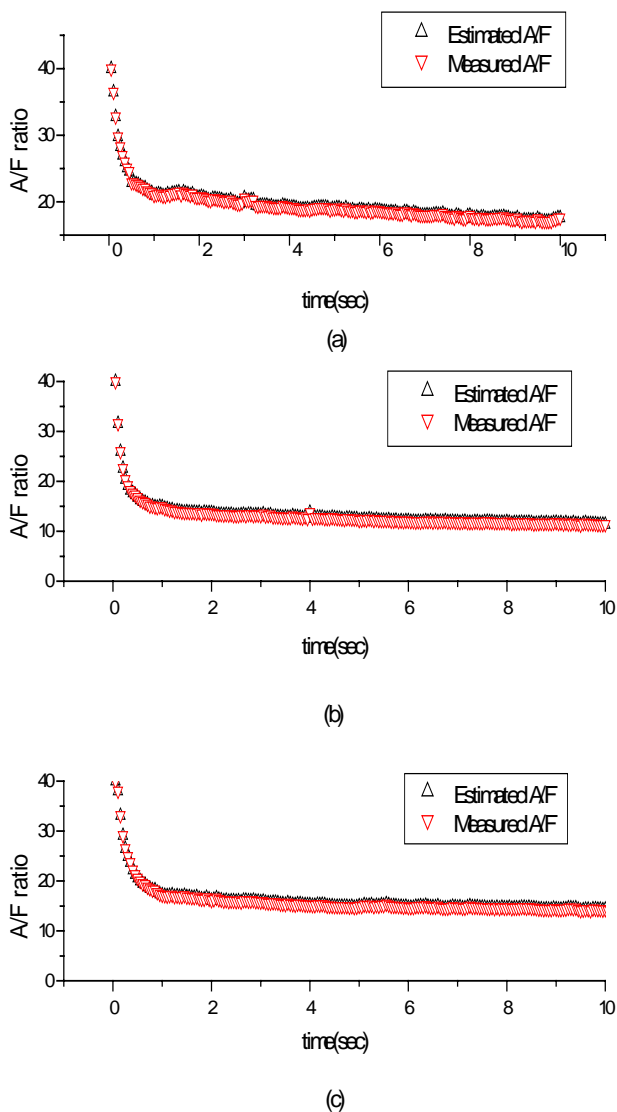 Estimated A/F
Measured A/F
40
30
20
A/F ratio
0 2 4 6 8 10
time(sec)
(a)
Estimated A/F
Measured A/F
40
30
20
10
0
A/F ratio
0 2 4 6 8 10
time(sec)
(b)
Estimated A/F
Measured A/F
40
30
20
10
0
A/F ratio
0 2 4 6 8 10
time(sec)
(c)